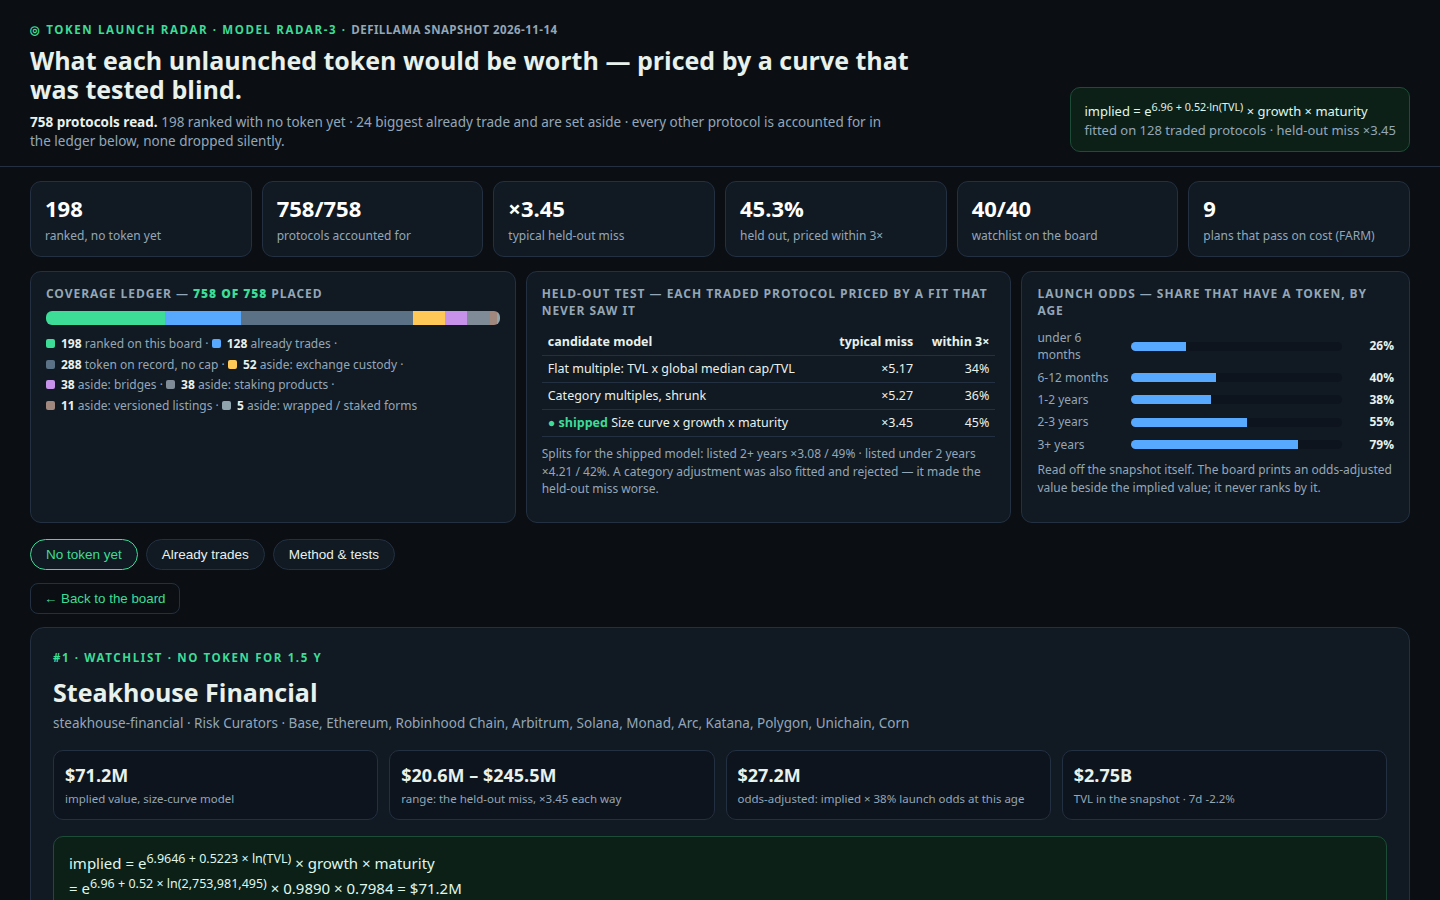 ◎ TOKEN LAUNCH RADAR · MODEL RADAR-3 · DEFILLAMA SNAPSHOT 2026-11-14
What each unlaunched token would be worth — priced by a curve that
was tested blind.
758 protocols read. 198 ranked with no token yet · 24 biggest already trade and are set aside · every other protocol is accounted for in
the ledger below, none dropped silently.
implied = e^6.96 + 0.52·ln(TVL) × growth × maturity
fitted on 128 traded protocols · held-out miss ×3.45
198
ranked, no token yet
758/758
protocols accounted for
×3.45
typical held-out miss
45.3%
held out, priced within 3×
40/40
watchlist on the board
9
plans that pass on cost (FARM)
COVERAGE LEDGER — 758 OF 758 PLACED
198 ranked on this board · 128 already trades ·
288 token on record, no cap · 52 aside: exchange custody ·
38 aside: bridges · 38 aside: staking products ·
11 aside: versioned listings · 5 aside: wrapped / staked forms
HELD-OUT TEST — EACH TRADED PROTOCOL PRICED BY A FIT THAT
NEVER SAW IT
candidate model typical miss within 3×
Flat multiple: TVL x global median cap/TVL ×5.17 34%
Category multiples, shrunk ×5.27 36%
● shipped Size curve x growth x maturity ×3.45 45%
Splits for the shipped model: listed 2+ years ×3.08 / 49% · listed under 2 years
×4.21 / 42%. A category adjustment was also fitted and rejected — it made the
held-out miss worse.
LAUNCH ODDS — SHARE THAT HAVE A TOKEN, BY
AGE
under 6
months 26%
6-12 months 40%
1-2 years 38%
2-3 years 55%
3+ years 79%
Read off the snapshot itself. The board prints an odds-adjusted
value beside the implied value; it never ranks by it.
No token yet
Already trades
Method & tests
← Back to the board
#1 · WATCHLIST · NO TOKEN FOR 1.5 Y
Steakhouse Financial
steakhouse-financial · Risk Curators · Base, Ethereum, Robinhood Chain, Arbitrum, Solana, Monad, Arc, Katana, Polygon, Unichain, Corn
$71.2M
implied value, size-curve model
$20.6M – $245.5M
range: the held-out miss, ×3.45 each way
$27.2M
odds-adjusted: implied × 38% launch odds at this age
$2.75B
TVL in the snapshot · 7d -2.2%
implied = e^6.9646 + 0.5223 × ln(TVL) × growth × maturity
= e^6.96 + 0.52 × ln(2,753,981,495) × 0.9890 × 0.7984 = $71.2M